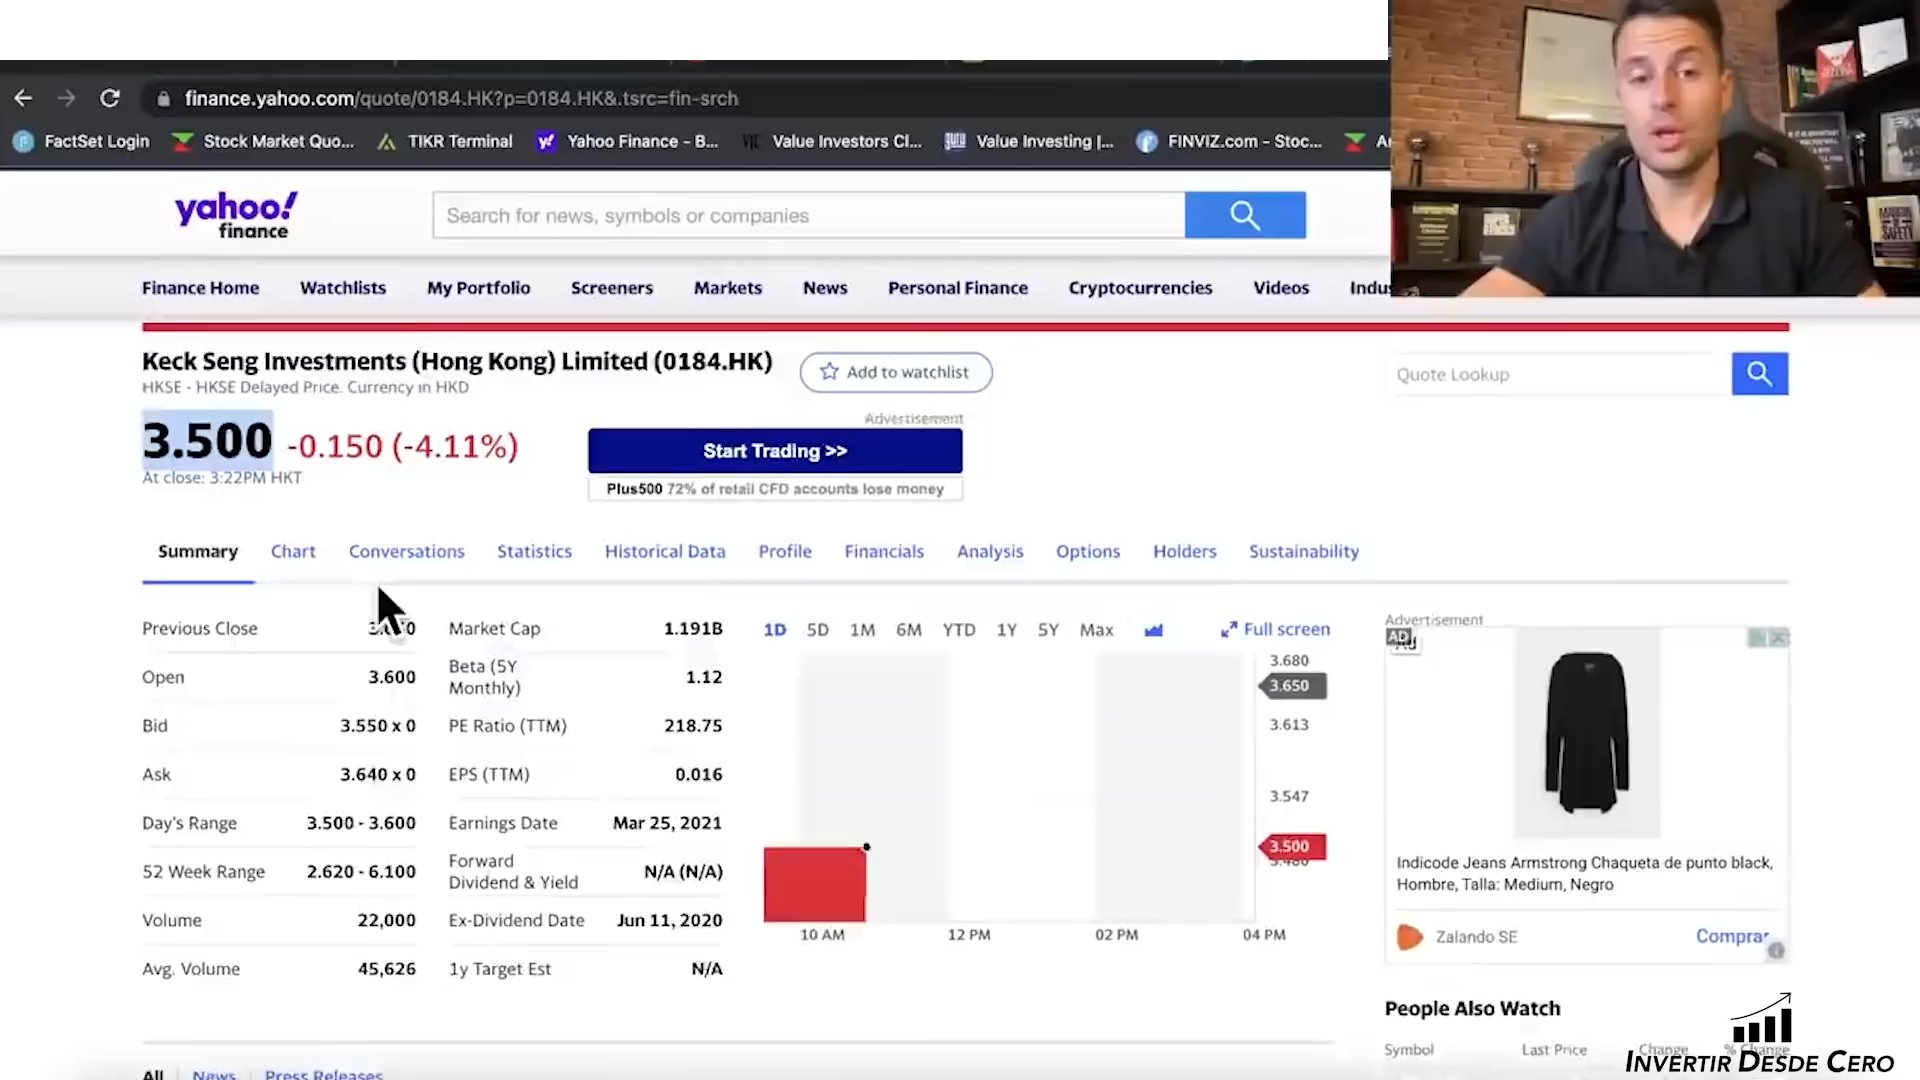 finance.yahoo.com/quote/0184.HK?p=0184.HK&.tsrc=fin-srch
FactSet Login
Stock Market Quo...
TIKR Terminal
Yahoo Finance - B...
Value Investors Cl...
Value Investing |...
FINVIZ.com - Stoc...
yahoo!
finance
Search for news, symbols or companies
Finance Home Watchlists My Portfolio Screeners Markets News Personal Finance Cryptocurrencies Videos Indus
Keck Seng Investments (Hong Kong) Limited (0184.HK)
Add to watchlist
Quote Lookup
HKSE - HKSE Delayed Price. Currency in HKD
3.500 -0.150 (-4.11%)
At close: 3:22PM HKT
Advertisement
Start Trading >>
Plus500 72% of retail CFD accounts lose money
Summary Chart Conversations Statistics Historical Data Profile Financials Analysis Options Holders Sustainability
Previous Close
Open 3.600
Bid 3.550 x 0
Ask 3.640 x 0
Day's Range 3.500 - 3.600
52 Week Range 2.620 - 6.100
Volume 22,000
Avg. Volume 45,626
Market Cap 1.191B
Beta (5Y
Monthly) 1.12
PE Ratio (TTM) 218.75
EPS (TTM) 0.016
Earnings Date Mar 25, 2021
Forward
Dividend & Yield N/A (N/A)
Ex-Dividend Date Jun 11, 2020
1y Target Est N/A
1D 5D 1M 6M YTD 1Y 5Y Max Full screen
3.680
3.650
3.613
3.547
3.500
3.480
10 AM 12 PM 02 PM 04 PM
Advertisement
AD
Ad
Indicode Jeans Armstrong Chaqueta de punto black,
Hombre, Talla: Medium, Negro
Zalando SE
Comprar
People Also Watch
Symbol Last Price Change % Change
All News Press Releases
INVERTIR DESDE CERO
MARGIN
OF
SAFETY